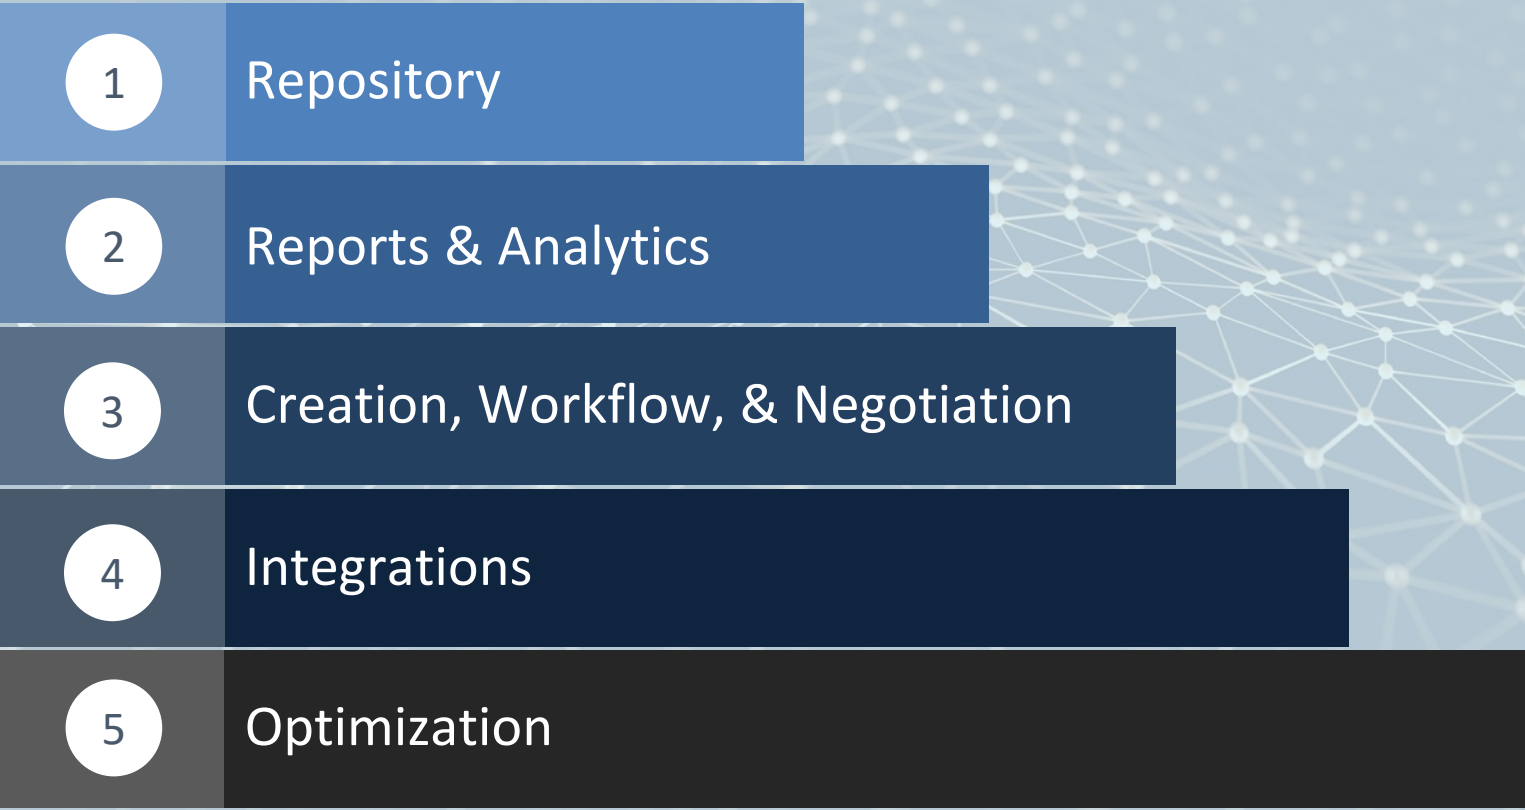 1
Repository
2
Reports & Analytics
3
Creation, Workflow, & Negotiation
4
Integrations
5
Optimization